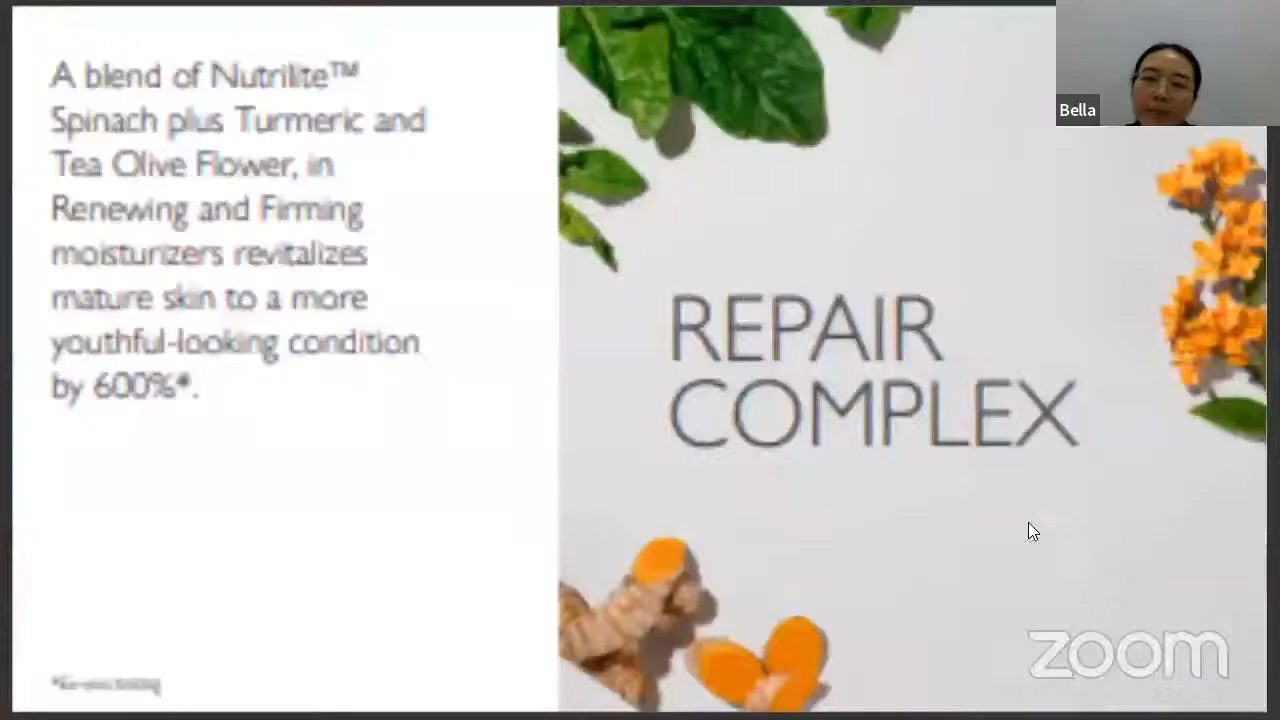 A blend of Nutrilite™
Spinach plus Turmeric and
Tea Olive Flower, in
Renewing and Firming
moisturizers revitalizes
mature skin to a more
youthful-looking condition
by 600%*.
REPAIR
COMPLEX
Bella
zoom